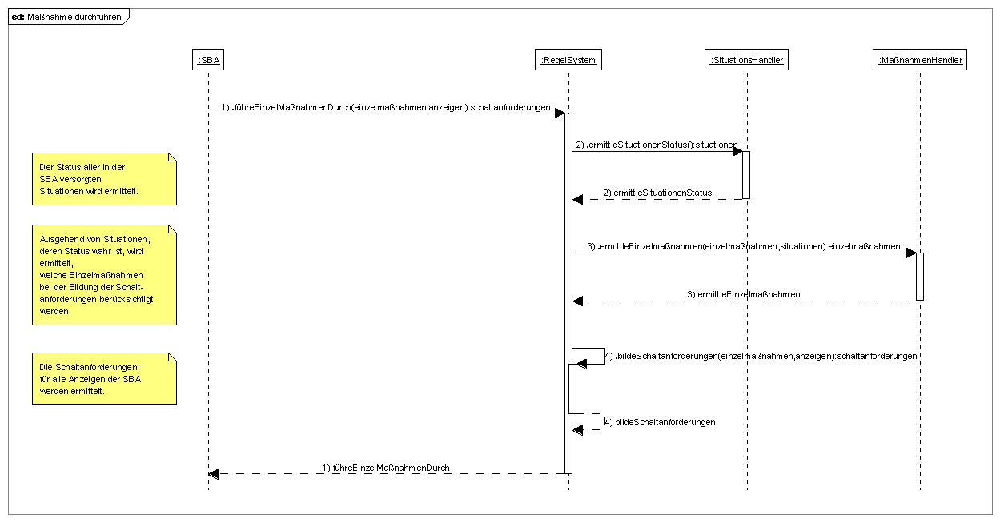 sd: Maßnahme durchführen
:SBA
:RegelSystem
:SituationsHandler
:MaßnahmenHandler
1) .führeEinzelMaßnahmenDurch(einzelmaßnahmen,anzeigen):schaltanforderungen
2) .ermittleSituationenStatus():situationen
Der Status aller in der
SBA versorgten
Situationen wird ermittelt.
2) ermittleSituationenStatus
Ausgehend von Situationen,
deren Status wahr ist, wird
ermittelt,
welche Einzelmaßnahmen
bei der Bildung der Schalt-
anforderungen berücksichtigt
werden.
3) .ermittleEinzelmaßnahmen(einzelmaßnahmen,situationen):einzelmaßnahmen
3) ermittleEinzelmaßnahmen
4) .bildeSchaltanforderungen(einzelmaßnahmen,anzeigen):schaltanforderungen
Die Schaltanforderungen
für alle Anzeigen der SBA
werden ermittelt.
4) bildeSchaltanforderungen
1) führeEinzelMaßnahmenDurch